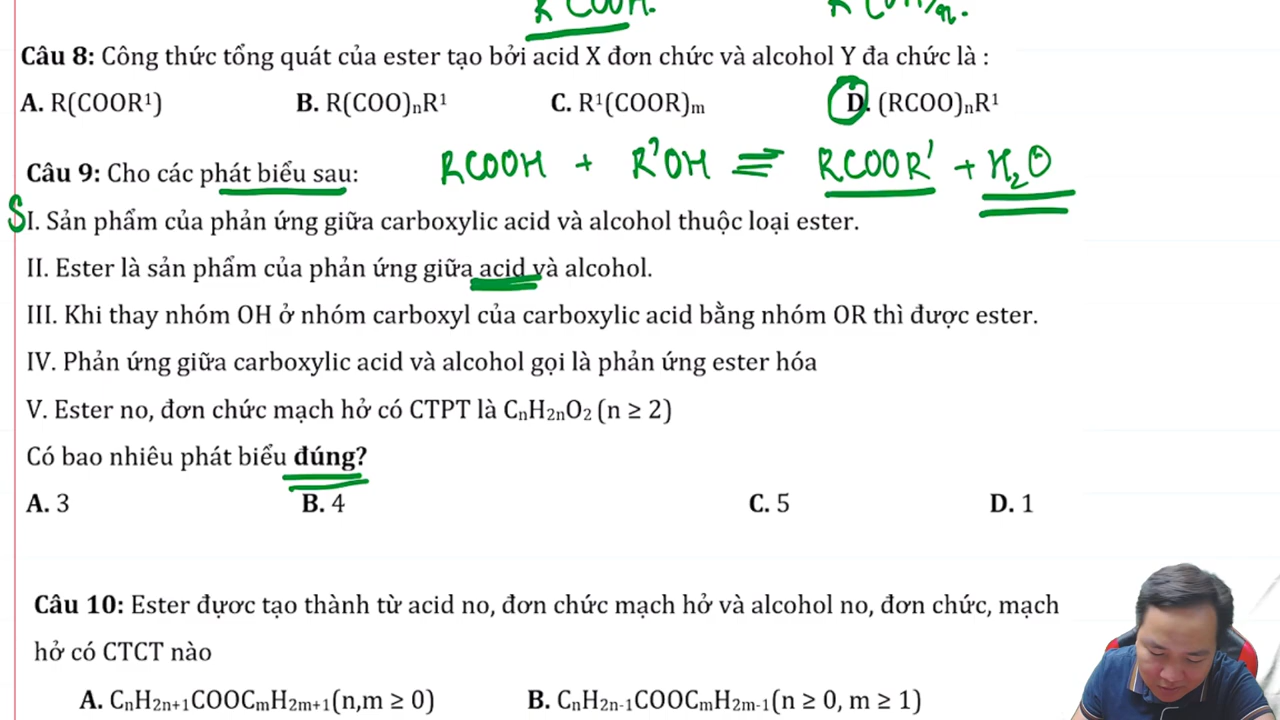 RCOOH.
Câu 8: Công thức tổng quát của ester tạo bởi acid X đơn chức và alcohol Y đa chức là :
A. R(COOR¹) B. R(COO)ₙR¹ C. R¹(COOR)ₘ D. (RCOO)ₙR¹
RCOOH + R'OH ⇌ RCOOR' + H₂O
Câu 9: Cho các phát biểu sau:
S I. Sản phẩm của phản ứng giữa carboxylic acid và alcohol thuộc loại ester.
II. Ester là sản phẩm của phản ứng giữa acid và alcohol.
III. Khi thay nhóm OH ở nhóm carboxyl của carboxylic acid bằng nhóm OR thì được ester.
IV. Phản ứng giữa carboxylic acid và alcohol gọi là phản ứng ester hóa
V. Ester no, đơn chức mạch hở có CTPT là CₙH₂ₙO₂ (n ≥ 2)
Có bao nhiêu phát biểu đúng?
A. 3 B. 4 C. 5 D. 1
Câu 10: Ester đựơc tạo thành từ acid no, đơn chức mạch hở và alcohol no, đơn chức, mạch
hở có CTCT nào
A. CₙH₂ₙ₊₁COOCₘH₂ₘ₊₁(n,m ≥ 0) B. CₙH₂ₙ₋₁COOCₘH₂ₘ₋₁(n ≥ 0, m ≥ 1)